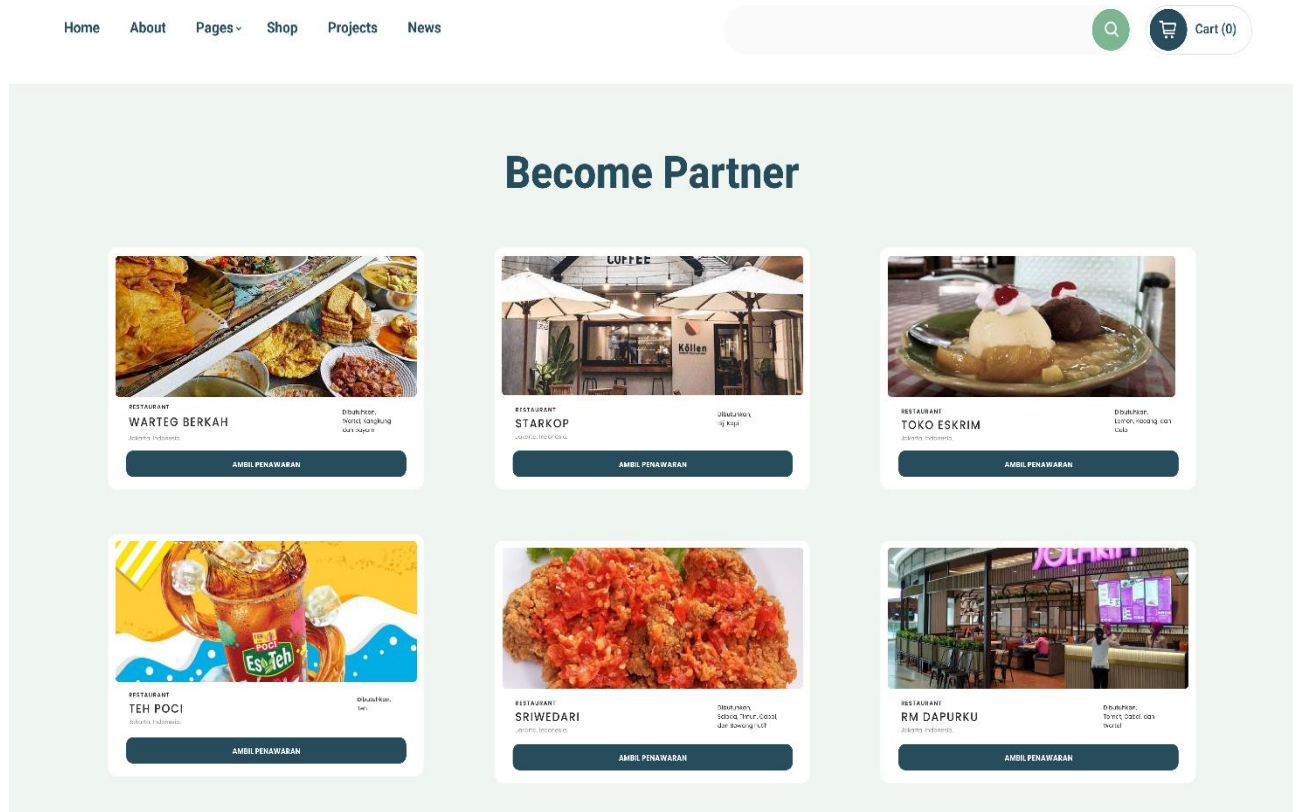 Home About Pages Shop Projects News
Cart (0)
Become Partner
COFFEE
Köllen
RESTAURANT
WARTEG BERKAH
Jakarta, Indonesia.
Dibutuhkan,
Wortel, Kangkung
dan Bayam
AMBIL PENAWARAN
RESTAURANT
STARKOP
Jakarta, Indonesia.
Dibutuhkan,
Biji Kopi
AMBIL PENAWARAN
RESTAURANT
TOKO ESKRIM
Jakarta, Indonesia.
Dibutuhkan,
Lemon, Kacang, dan
AMBIL PENAWARAN
POCI
Es Teh
RESTAURANT
TEH POCI
Jakarta, Indonesia.
Dibutuhkan,
Teh
AMBIL PENAWARAN
RESTAURANT
SRIWEDARI
Jakarta, Indonesia.
Dibutuhkan,
Selada, Timun, Cabai,
dan Bawang Putih
AMBIL PENAWARAN
RESTAURANT
RM DAPURKU
Jakarta, Indonesia.
Dibutuhkan,
Tomat, Cabai, dan
Wortel
AMBIL PENAWARAN